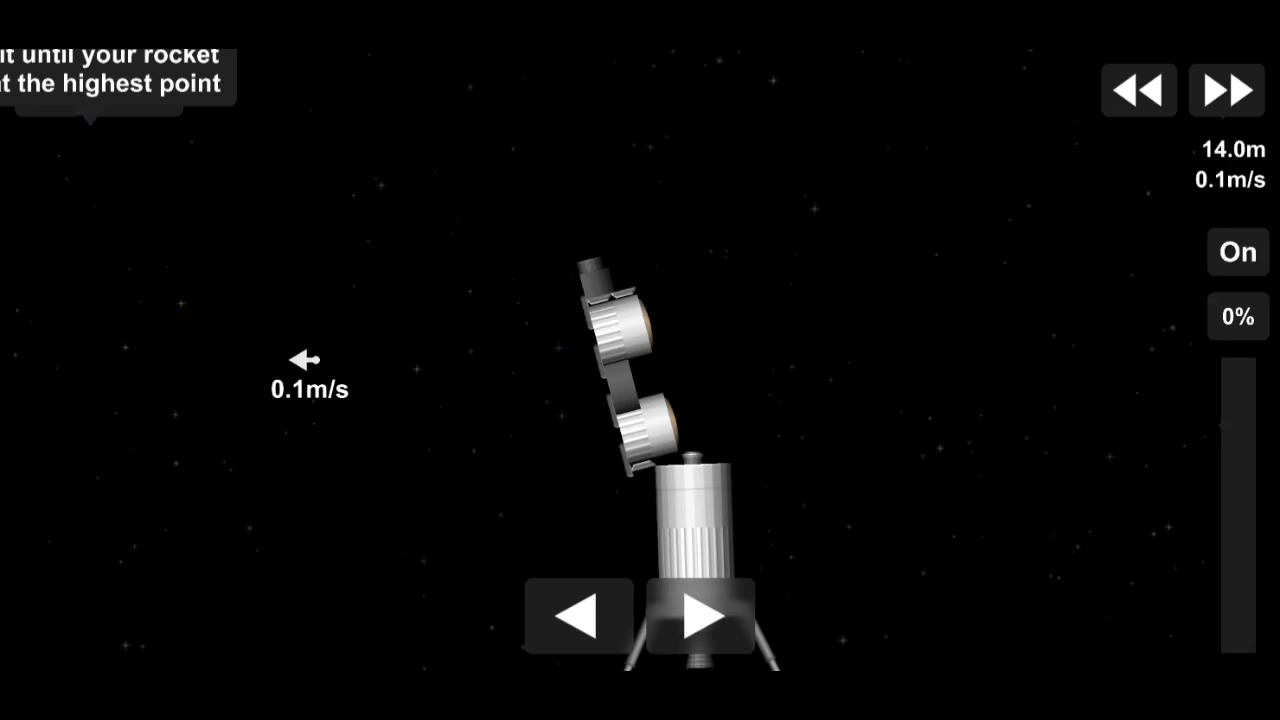 it until your rocket
at the highest point
14.0m
0.1m/s
On
0%
0.1m/s